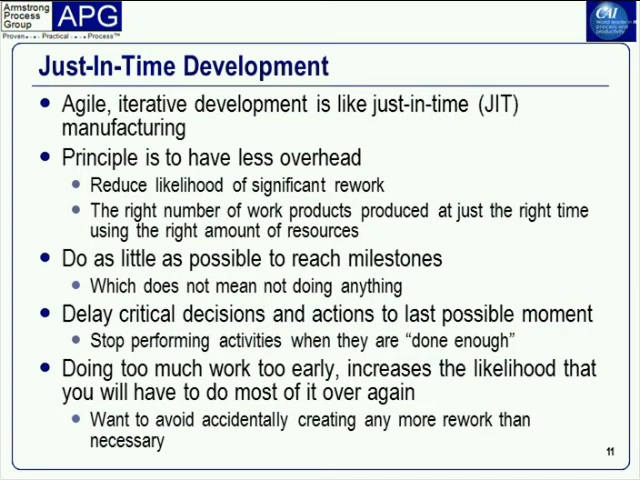 Armstrong
Process
Group
APG
Proven · Practical · Process™
CAI
World leader in
process and
productivity
Just-In-Time Development
• Agile, iterative development is like just-in-time (JIT)
manufacturing
• Principle is to have less overhead
• Reduce likelihood of significant rework
• The right number of work products produced at just the right time
using the right amount of resources
• Do as little as possible to reach milestones
• Which does not mean not doing anything
• Delay critical decisions and actions to last possible moment
• Stop performing activities when they are “done enough”
• Doing too much work too early, increases the likelihood that
you will have to do most of it over again
• Want to avoid accidentally creating any more rework than
necessary
11